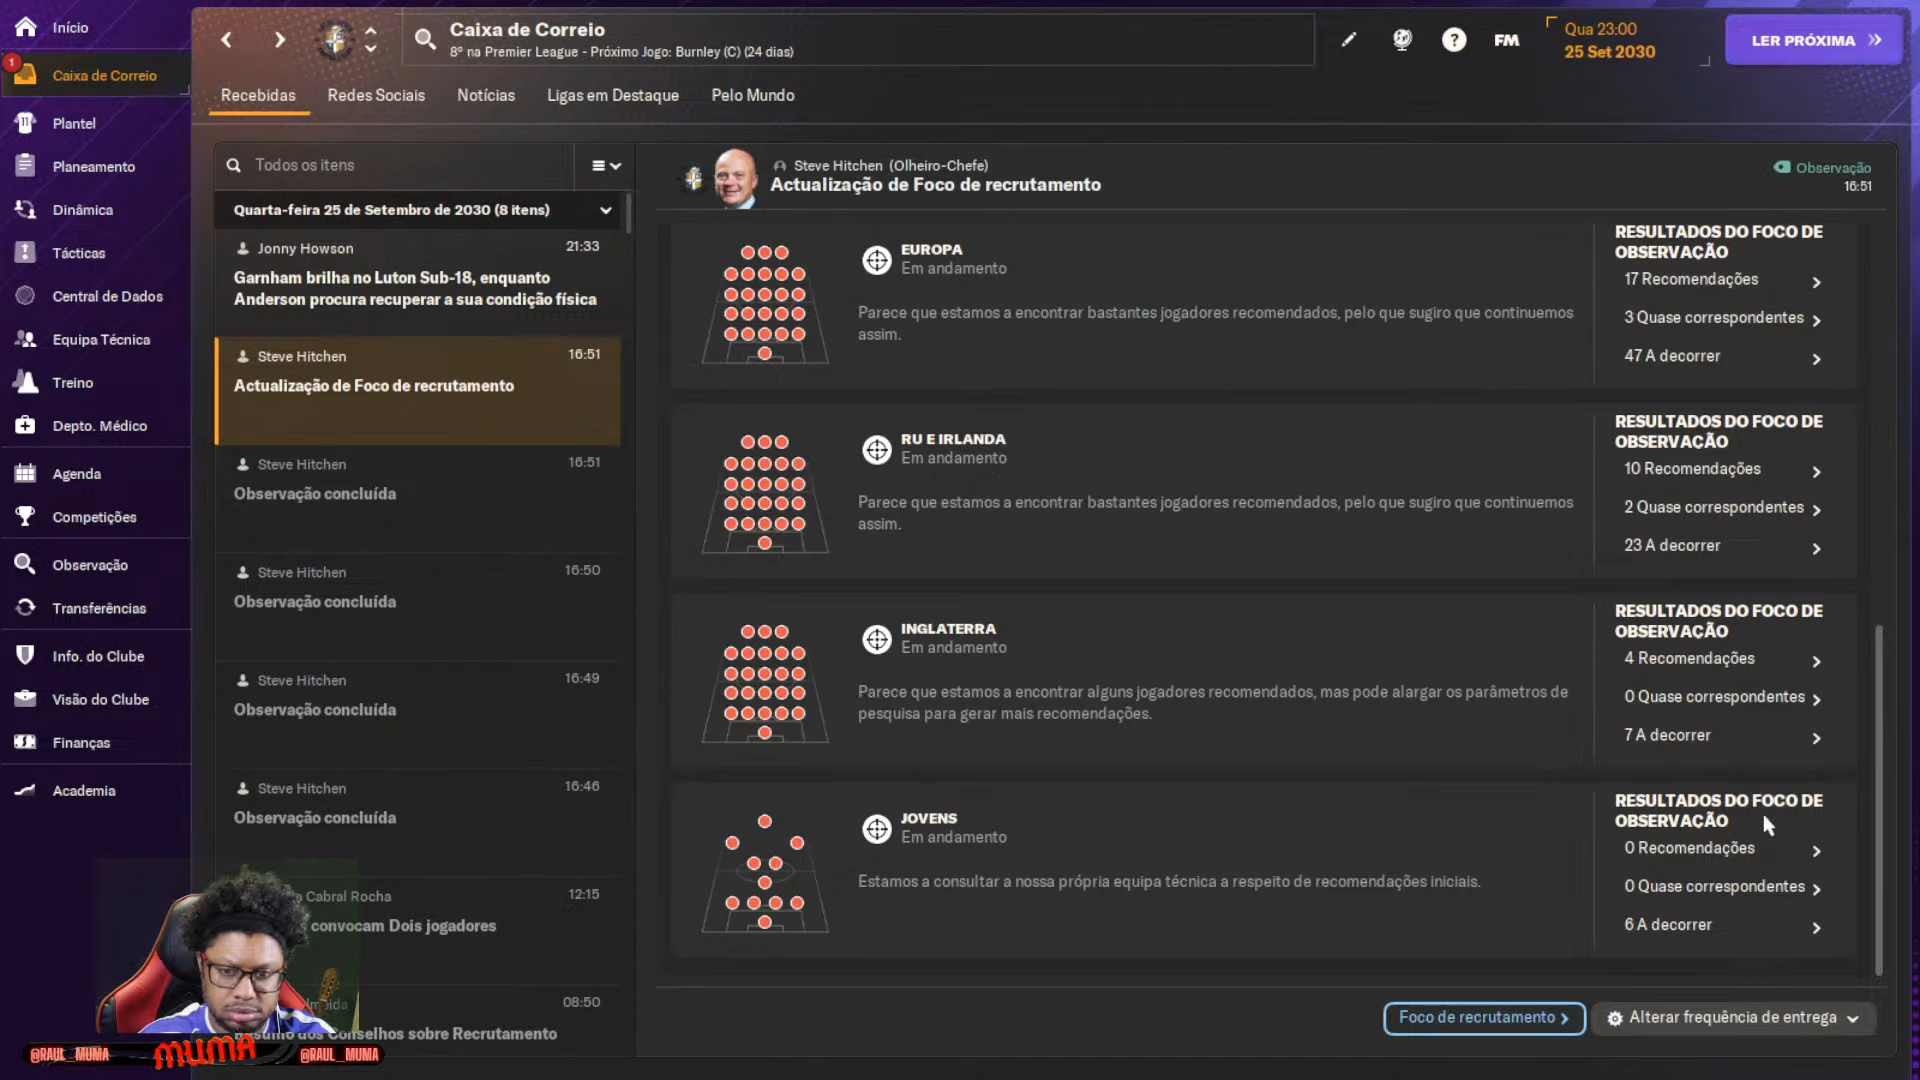 Início
1
Caixa de Correio
Plantel
Planeamento
Dinâmica
Tácticas
Central de Dados
Equipa Técnica
Treino
Depto. Médico
Agenda
Competições
Observação
Transferências
Info. do Clube
Visão do Clube
Finanças
Academia
Caixa de Correio
8º na Premier League - Próximo Jogo: Burnley (C) (24 dias)
FM
Qua 23:00
25 Set 2030
LER PRÓXIMA
Recebidas
Redes Sociais
Notícias
Ligas em Destaque
Pelo Mundo
Todos os itens
Quarta-feira 25 de Setembro de 2030 (8 itens)
Jonny Howson
21:33
Garnham brilha no Luton Sub-18, enquanto
Anderson procura recuperar a sua condição física
Steve Hitchen
16:51
Actualização de Foco de recrutamento
Steve Hitchen
16:51
Observação concluída
Steve Hitchen
16:50
Observação concluída
Steve Hitchen
16:49
Observação concluída
Steve Hitchen
16:46
Observação concluída
Cabral Rocha
12:15
convocam Dois jogadores
08:50
Conselhos sobre Recrutamento
Steve Hitchen (Olheiro-Chefe)
Actualização de Foco de recrutamento
Observação
16:51
EUROPA
Em andamento
Parece que estamos a encontrar bastantes jogadores recomendados, pelo que sugiro que continuemos
assim.
RESULTADOS DO FOCO DE
OBSERVAÇÃO
17 Recomendações
3 Quase correspondentes
47 A decorrer
RU E IRLANDA
Em andamento
Parece que estamos a encontrar bastantes jogadores recomendados, pelo que sugiro que continuemos
assim.
RESULTADOS DO FOCO DE
OBSERVAÇÃO
10 Recomendações
2 Quase correspondentes
23 A decorrer
INGLATERRA
Em andamento
Parece que estamos a encontrar alguns jogadores recomendados, mas pode alargar os parâmetros de
pesquisa para gerar mais recomendações.
RESULTADOS DO FOCO DE
OBSERVAÇÃO
4 Recomendações
0 Quase correspondentes
7 A decorrer
JOVENS
Em andamento
Estamos a consultar a nossa própria equipa técnica a respeito de recomendações iniciais.
RESULTADOS DO FOCO DE
OBSERVAÇÃO
0 Recomendações
0 Quase correspondentes
6 A decorrer
Foco de recrutamento
Alterar frequência de entrega
@RAUL_MUMA
MUMA
@RAUL_MUMA